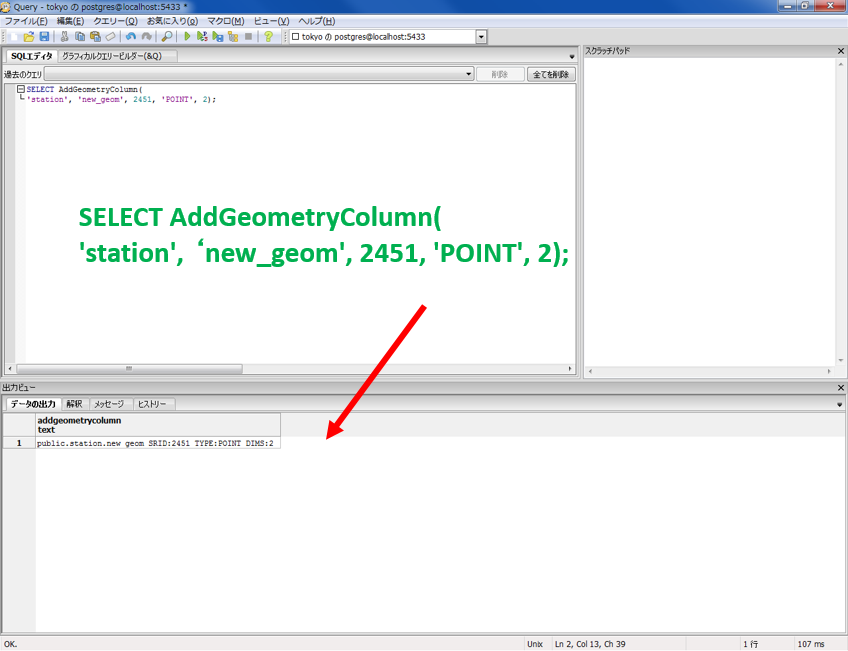 Query - tokyo の postgres@localhost:5433 *
ファイル(F) 編集(E) クエリー(Q) お気に入り(o) マクロ(M) ビュー(V) ヘルプ(H)
tokyo の postgres@localhost:5433
SQLエディタ グラフィカルクエリービルダー(&Q)
スクラッチパッド
過去のクエリ 削除 全てを削除
SELECT AddGeometryColumn(
'station', 'new_geom', 2451, 'POINT', 2);
SELECT AddGeometryColumn(
'station', ‘new_geom', 2451, 'POINT', 2);
出力ビュー
データの出力 解釈 メッセージ ヒストリー
addgeometrycolumn
text
1 public.station.new_geom SRID:2451 TYPE:POINT DIMS:2
OK. Unix Ln 2, Col 13, Ch 39 1 行 107 ms